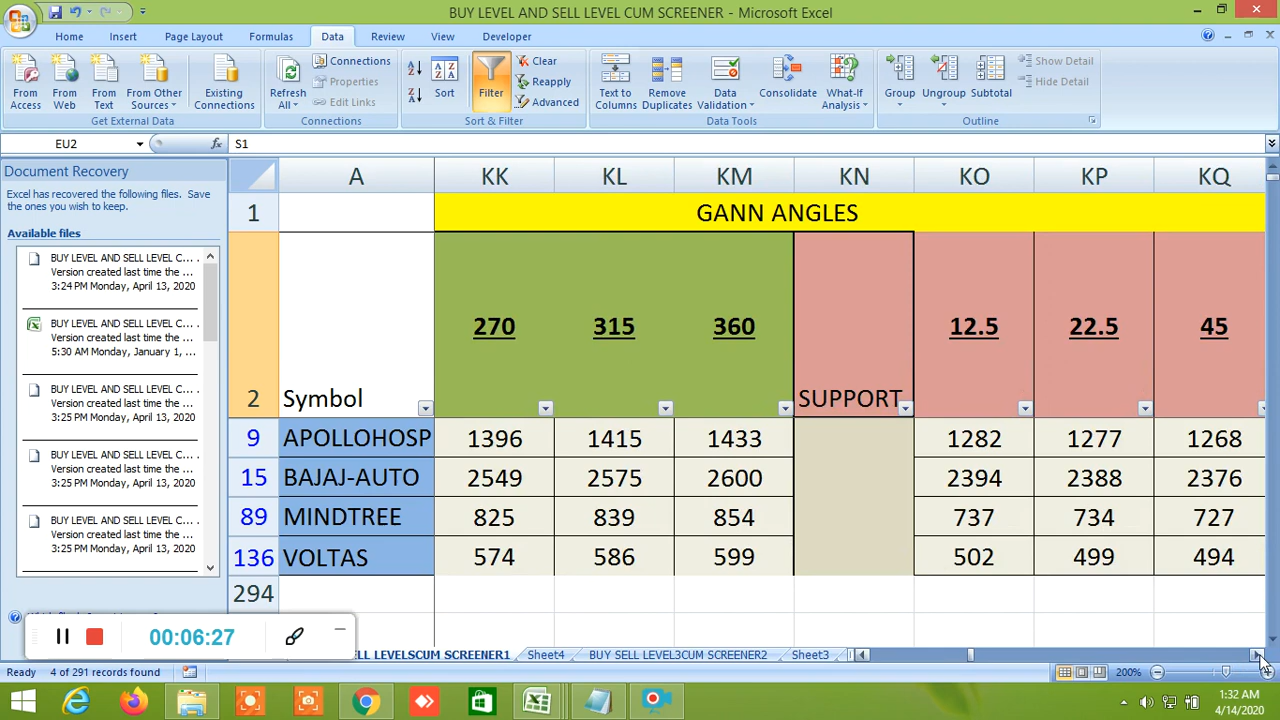 BUY LEVEL AND SELL LEVEL CUM SCREENER - Microsoft Excel
Home Insert Page Layout Formulas Data Review View Developer
From Access
From Web
From Text
From Other Sources
Existing Connections
Get External Data
Refresh All
Connections
Properties
Edit Links
Connections
Sort
Filter
Clear
Reapply
Advanced
Sort & Filter
Text to Columns
Remove Duplicates
Data Validation
Consolidate
What-If Analysis
Data Tools
Group
Ungroup
Subtotal
Show Detail
Hide Detail
Outline
EU2 fx S1
Document Recovery
Excel has recovered the following files. Save the ones you wish to keep.
Available files
BUY LEVEL AND SELL LEVEL C... .
Version created last time the ...
3:24 PM Monday, April 13, 2020
BUY LEVEL AND SELL LEVEL C... .
Version created last time the ...
5:30 AM Monday, January 1, ...
BUY LEVEL AND SELL LEVEL C... .
Version created last time the ...
3:25 PM Monday, April 13, 2020
BUY LEVEL AND SELL LEVEL C... .
Version created last time the ...
3:25 PM Monday, April 13, 2020
BUY LEVEL AND SELL LEVEL C... .
Version created last time the ...
3:25 PM Monday, April 13, 2020
A KK KL KM KN KO KP KQ
1 GANN ANGLES
2 Symbol 270 315 360 SUPPORT 12.5 22.5 45
9 APOLLOHOSP 1396 1415 1433 1282 1277 1268
15 BAJAJ-AUTO 2549 2575 2600 2394 2388 2376
89 MINDTREE 825 839 854 737 734 727
136 VOLTAS 574 586 599 502 499 494
294
00:06:27
LEVELSCUM SCREENER1 Sheet4 BUY SELL LEVEL3CUM SCREENER2 Sheet3
Ready 4 of 291 records found 200%
1:32 AM
4/14/2020